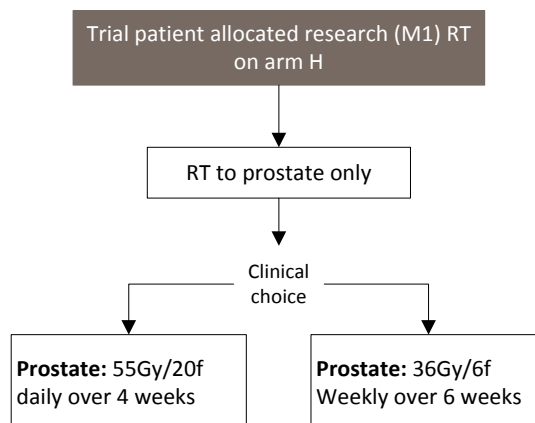 Trial patient allocated research (M1) RT
on arm H
RT to prostate only
Clinical
choice
Prostate: 55Gy/20f
daily over 4 weeks
Prostate: 36Gy/6f
Weekly over 6 weeks